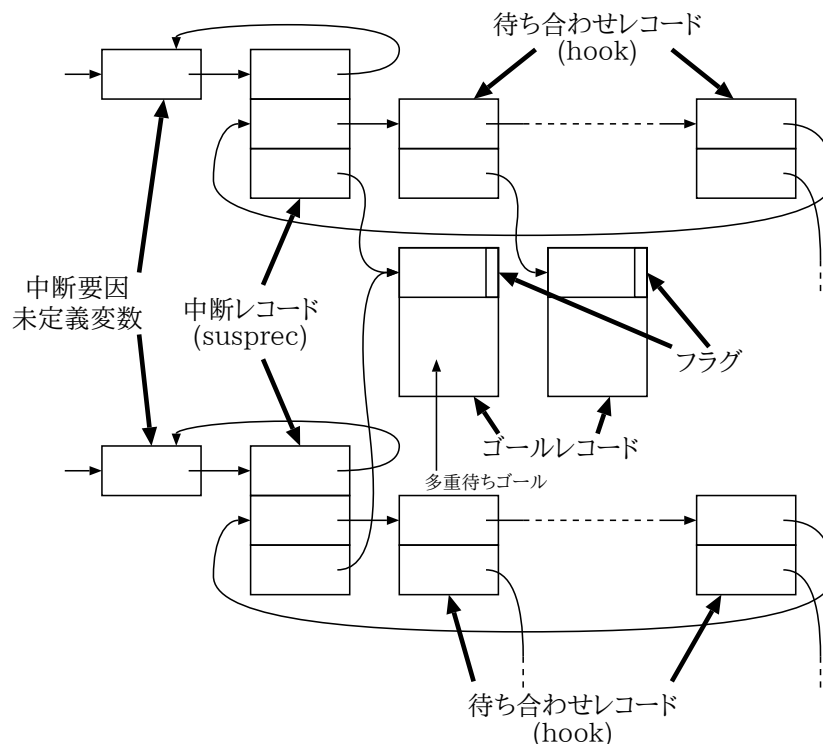 待ち合わせレコード
(hook)
中断要因
未定義変数
中断レコード
(susprec)
フラグ
ゴールレコード
多重待ちゴール
待ち合わせレコード
(hook)